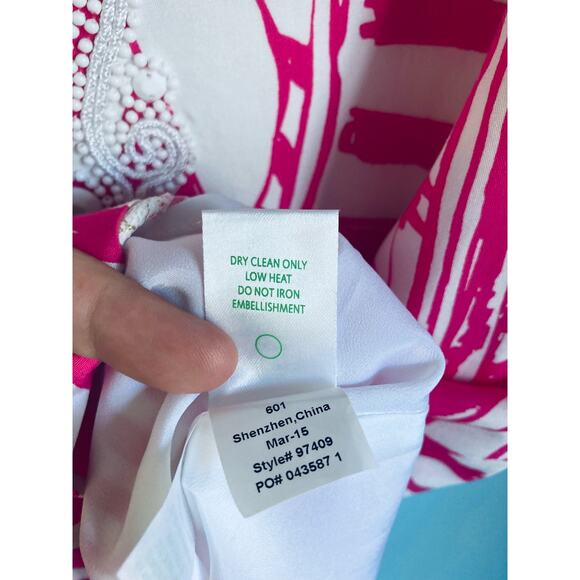 DRY CLEAN ONLY
LOW HEAT
DO NOT IRON
EMBELLISHMENT
601
Shenzhen,China
Mar-15
Style# 97409
PO# 043587 1